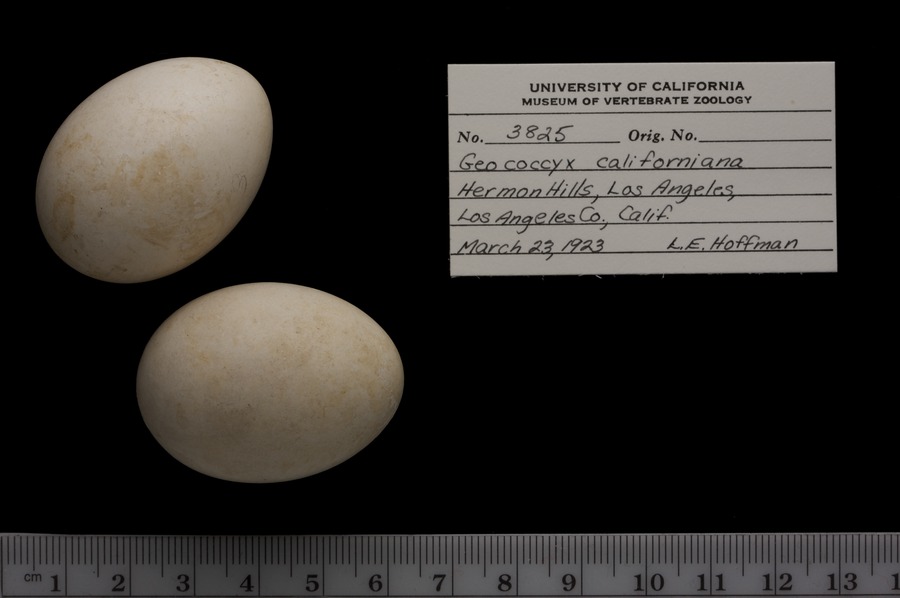 UNIVERSITY OF CALIFORNIA
MUSEUM OF VERTEBRATE ZOOLOGY
No. 3825 Orig. No.
Geococcyx californiana
Hermon Hills, Los Angeles,
Los Angeles Co., Calif.
March 23, 1923 L.E. Hoffman
cm 1 2 3 4 5 6 7 8 9 10 11 12 13 1